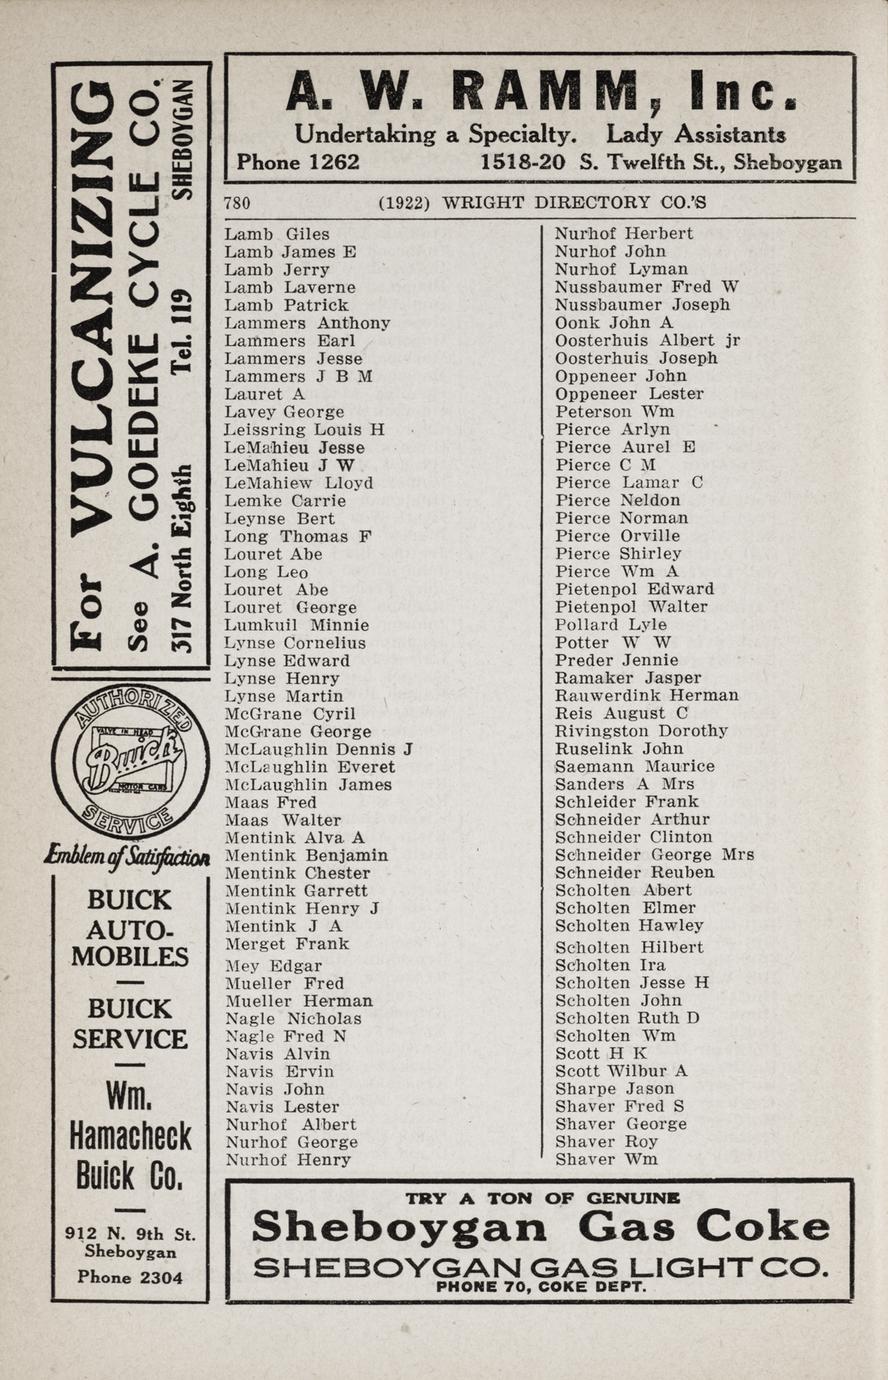 A. W. RAMM, Inc.
Undertaking a Specialty. Lady Assistants
Phone 1262 1518-20 S. Twelfth St., Sheboygan
For VULCANIZING
See A. GOEDEKE CYCLE CO.
317 North Eighth Tel. 119 SHEBOYGAN
AUTHORIZED
VALVE IN HEAD
Buick
MOTOR CARS
SERVICE
Emblem of Satisfaction
BUICK
AUTO-
MOBILES
BUICK
SERVICE
Wm.
Hamacheck
Buick Co.
912 N. 9th St.
Sheboygan
Phone 2304
780 (1922) WRIGHT DIRECTORY CO.'S
Lamb Giles
Lamb James E
Lamb Jerry
Lamb Laverne
Lamb Patrick
Lammers Anthony
Lammers Earl
Lammers Jesse
Lammers J B M
Lauret A
Lavey George
Leissring Louis H
LeMahieu Jesse
LeMahieu J W
LeMahiew Lloyd
Lemke Carrie
Leynse Bert
Long Thomas F
Louret Abe
Long Leo
Louret Abe
Louret George
Lumkuil Minnie
Lynse Cornelius
Lynse Edward
Lynse Henry
Lynse Martin
McGrane Cyril
McGrane George
McLaughlin Dennis J
McLaughlin Everet
McLaughlin James
Maas Fred
Maas Walter
Mentink Alva A
Mentink Benjamin
Mentink Chester
Mentink Garrett
Mentink Henry J
Mentink J A
Merget Frank
Mey Edgar
Mueller Fred
Mueller Herman
Nagle Nicholas
Nagle Fred N
Navis Alvin
Navis Ervin
Navis John
Navis Lester
Nurhof Albert
Nurhof George
Nurhof Henry
Nurhof Herbert
Nurhof John
Nurhof Lyman
Nussbaumer Fred W
Nussbaumer Joseph
Oonk John A
Oosterhuis Albert jr
Oosterhuis Joseph
Oppeneer John
Oppeneer Lester
Peterson Wm
Pierce Arlyn
Pierce Aurel E
Pierce C M
Pierce Lamar C
Pierce Neldon
Pierce Norman
Pierce Orville
Pierce Shirley
Pierce Wm A
Pietenpol Edward
Pietenpol Walter
Pollard Lyle
Potter W W
Preder Jennie
Ramaker Jasper
Rauwerdink Herman
Reis August C
Rivingston Dorothy
Ruselink John
Saemann Maurice
Sanders A Mrs
Schleider Frank
Schneider Arthur
Schneider Clinton
Schneider George Mrs
Schneider Reuben
Scholten Abert
Scholten Elmer
Scholten Hawley
Scholten Hilbert
Scholten Ira
Scholten Jesse H
Scholten John
Scholten Ruth D
Scholten Wm
Scott H K
Scott Wilbur A
Sharpe Jason
Shaver Fred S
Shaver George
Shaver Roy
Shaver Wm
TRY A TON OF GENUINE
Sheboygan Gas Coke
SHEBOYGAN GAS LIGHT CO.
PHONE 70, COKE DEPT.